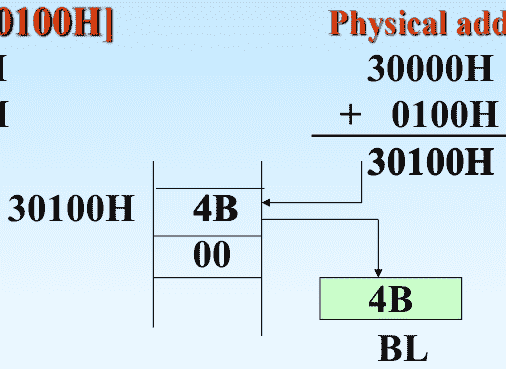 0100H]
Physical add
H
30000H
H
+ 0100H
30100H
30100H
4B
00
4B
BL